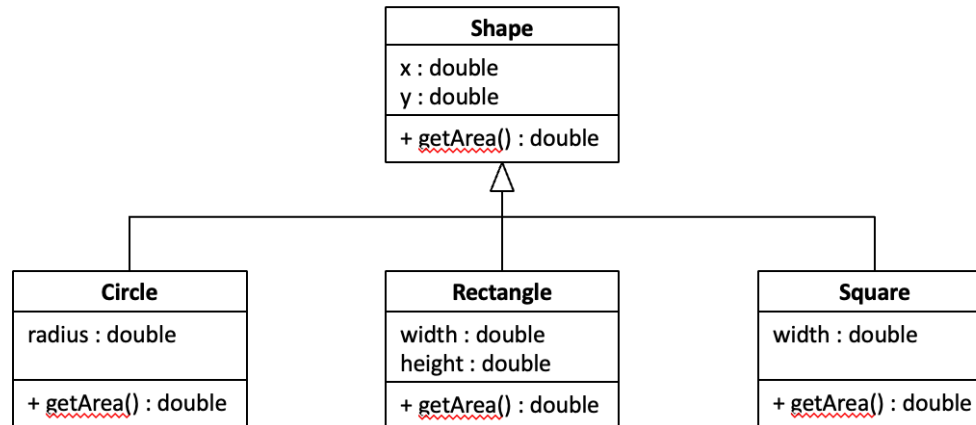 Shape
x : double
y : double
+ getArea() : double
Circle
radius : double
+ getArea() : double
Rectangle
width : double
height : double
+ getArea() : double
Square
width : double
+ getArea() : double